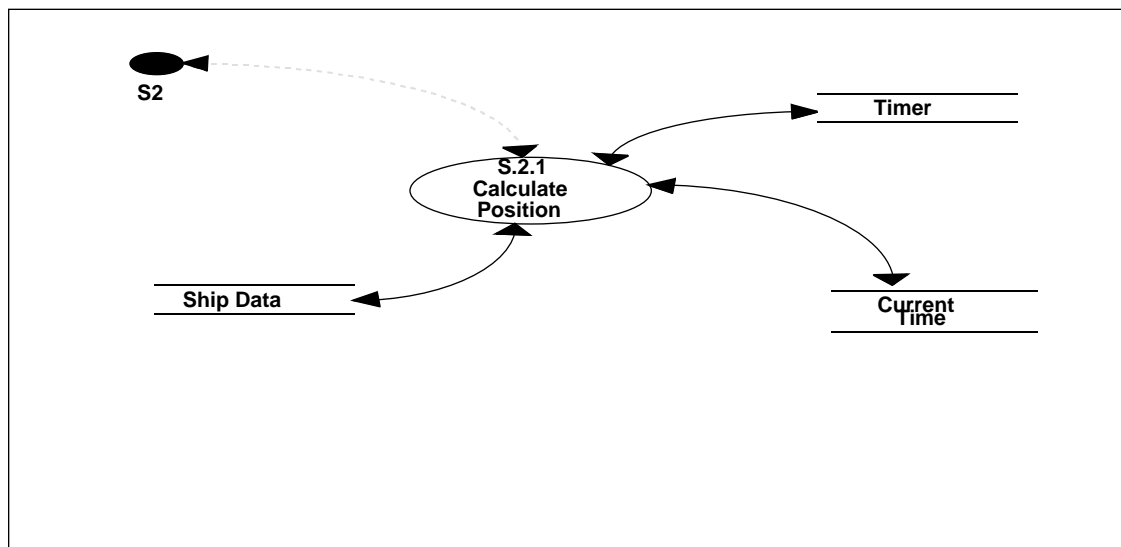 S2
Timer
S.2.1
Calculate
Position
Ship Data
Current
Time